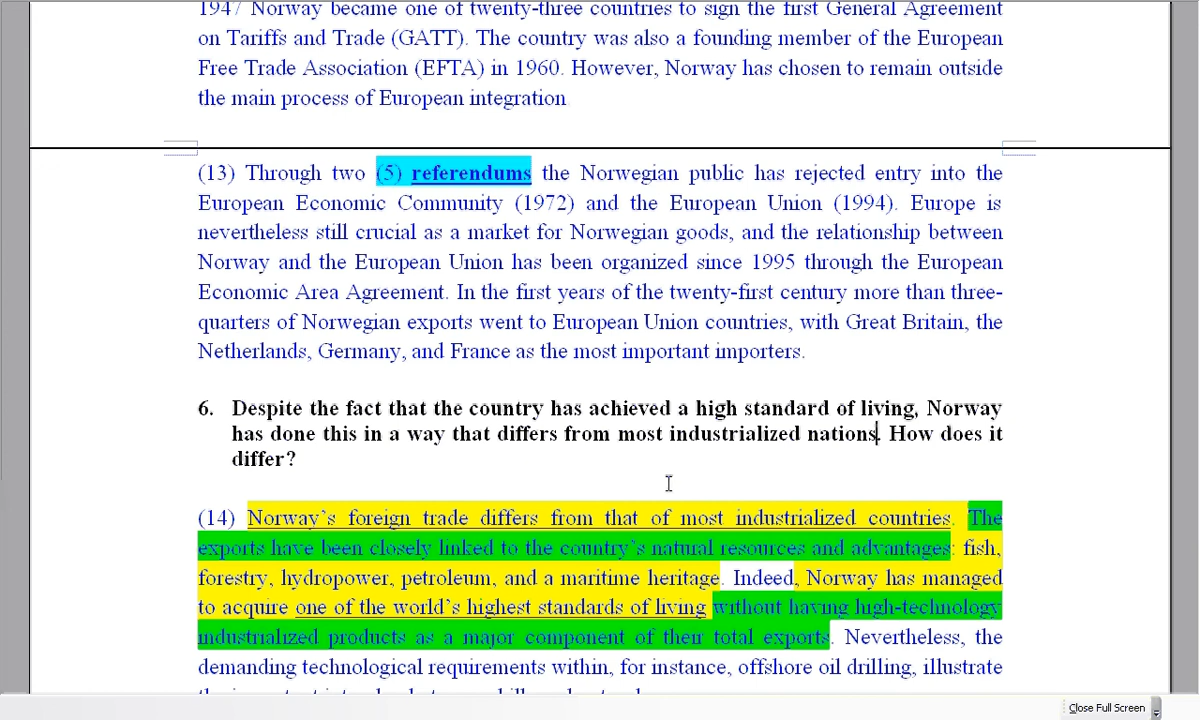 1947 Norway became one of twenty-three countries to sign the first General Agreement
on Tariffs and Trade (GATT). The country was also a founding member of the European
Free Trade Association (EFTA) in 1960. However, Norway has chosen to remain outside
the main process of European integration
(13) Through two (5) referendums the Norwegian public has rejected entry into the
European Economic Community (1972) and the European Union (1994). Europe is
nevertheless still crucial as a market for Norwegian goods, and the relationship between
Norway and the European Union has been organized since 1995 through the European
Economic Area Agreement. In the first years of the twenty-first century more than three-
quarters of Norwegian exports went to European Union countries, with Great Britain, the
Netherlands, Germany, and France as the most important importers.
6. Despite the fact that the country has achieved a high standard of living, Norway
has done this in a way that differs from most industrialized nations. How does it
differ?
(14) Norway's foreign trade differs from that of most industrialized countries. The
exports have been closely linked to the country's natural resources and advantages: fish,
forestry, hydropower, petroleum, and a maritime heritage. Indeed, Norway has managed
to acquire one of the world's highest standards of living without having high-technology
industrialized products as a major component of their total exports. Nevertheless, the
demanding technological requirements within, for instance, offshore oil drilling, illustrate
Close Full Screen